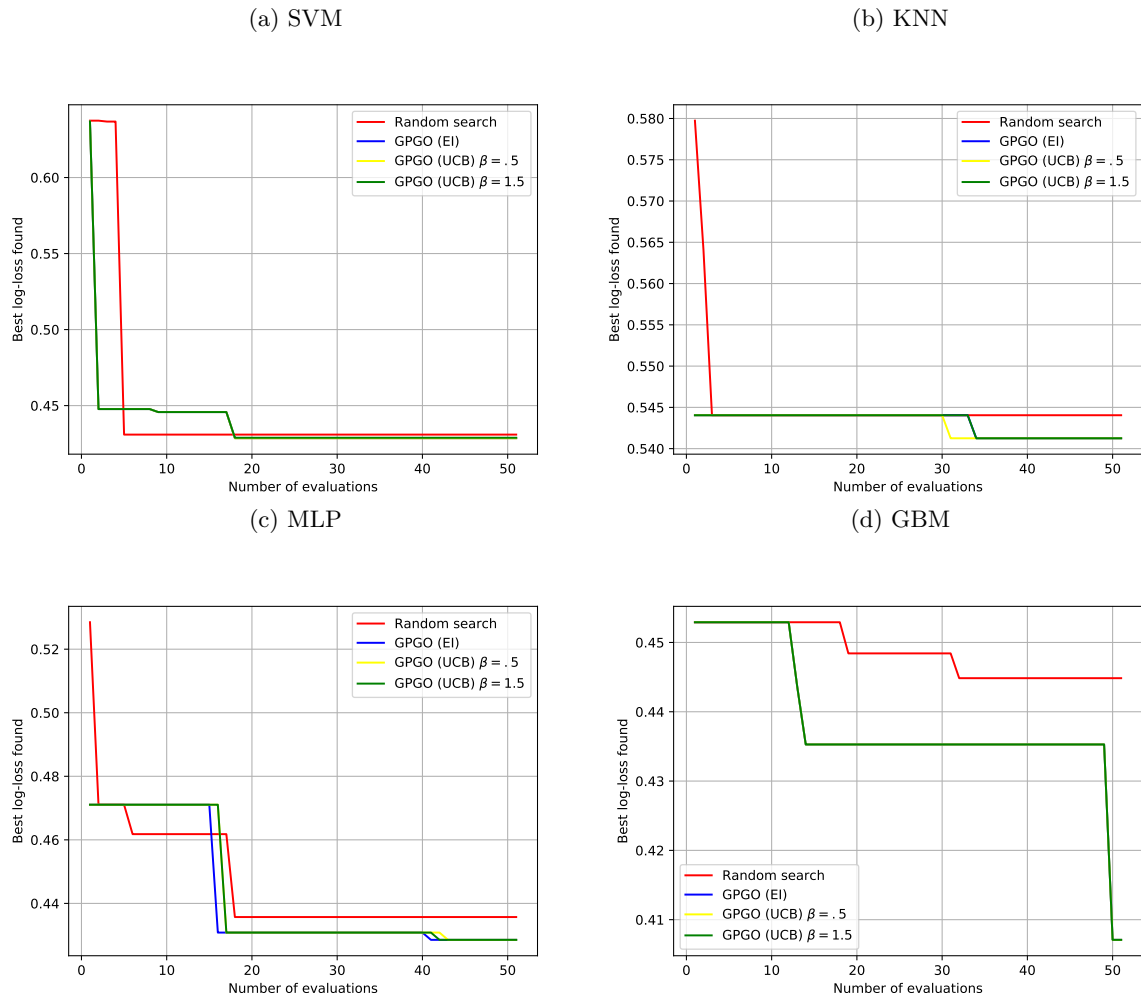 (a) SVM
(b) KNN
0.60
0.55
0.50
0.45
Best log-loss found
Random search
GPGO (EI)
GPGO (UCB) β = .5
GPGO (UCB) β = 1.5
0 10 20 30 40 50
Number of evaluations
0.580
0.575
0.570
0.565
0.560
0.555
0.550
0.545
0.540
Best log-loss found
Random search
GPGO (EI)
GPGO (UCB) β = .5
GPGO (UCB) β = 1.5
0 10 20 30 40 50
Number of evaluations
(c) MLP
(d) GBM
0.52
0.50
0.48
0.46
0.44
Best log-loss found
Random search
GPGO (EI)
GPGO (UCB) β = .5
GPGO (UCB) β = 1.5
0 10 20 30 40 50
Number of evaluations
0.45
0.44
0.43
0.42
0.41
Best log-loss found
Random search
GPGO (EI)
GPGO (UCB) β = .5
GPGO (UCB) β = 1.5
0 10 20 30 40 50
Number of evaluations